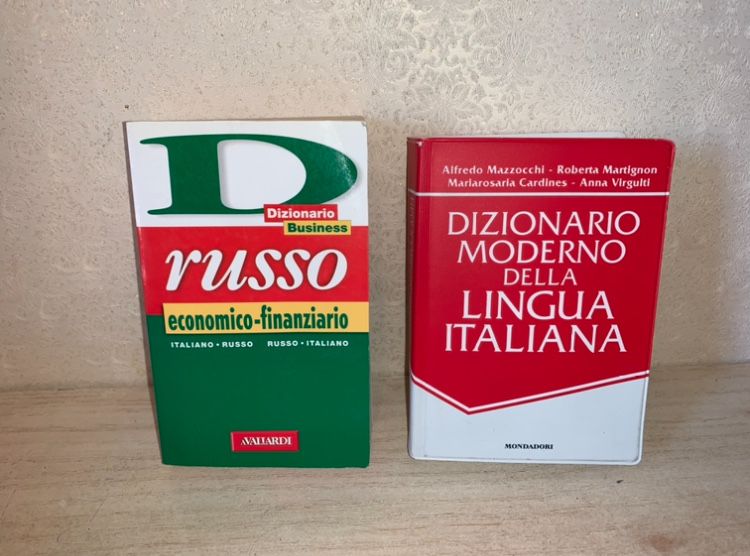 D
Dizionario
Business
russo
economico-finanziario
ITALIANO • RUSSO RUSSO • ITALIANO
A.VALLARDI
Alfredo Mazzocchi - Roberta Martignon
Mariarosaria Cardines - Anna Virgulti
DIZIONARIO
MODERNO
DELLA
LINGUA
ITALIANA
MONDADORI